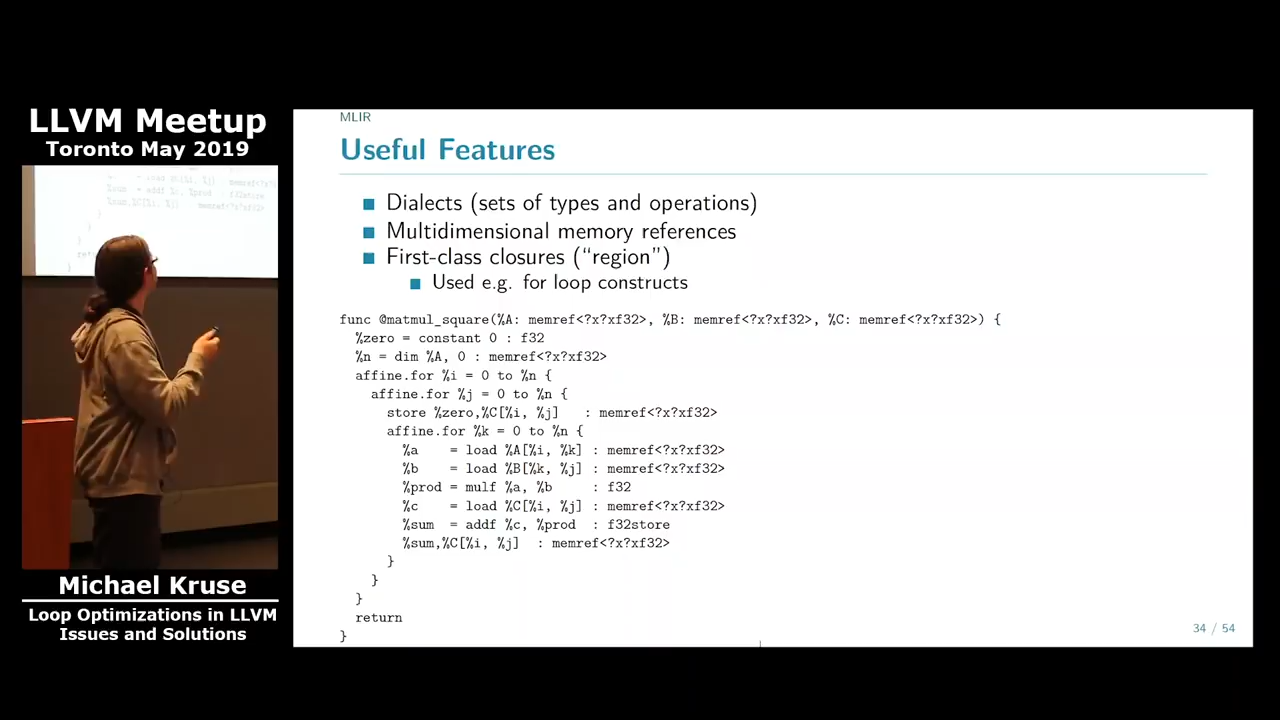 LLVM Meetup
Toronto May 2019
Michael Kruse
Loop Optimizations in LLVM
Issues and Solutions
MLIR
Useful Features
Dialects (sets of types and operations)
Multidimensional memory references
First-class closures (“region”)
Used e.g. for loop constructs
func @matmul_square(%A: memref<?x?xf32>, %B: memref<?x?xf32>, %C: memref<?x?xf32>) {
%zero = constant 0 : f32
%n = dim %A, 0 : memref<?x?xf32>
affine.for %i = 0 to %n {
affine.for %j = 0 to %n {
store %zero,%C[%i, %j] : memref<?x?xf32>
affine.for %k = 0 to %n {
%a = load %A[%i, %k] : memref<?x?xf32>
%b = load %B[%k, %j] : memref<?x?xf32>
%prod = mulf %a, %b : f32
%c = load %C[%i, %j] : memref<?x?xf32>
%sum = addf %c, %prod : f32store
%sum,%C[%i, %j] : memref<?x?xf32>
}
}
}
return
}
34 / 54